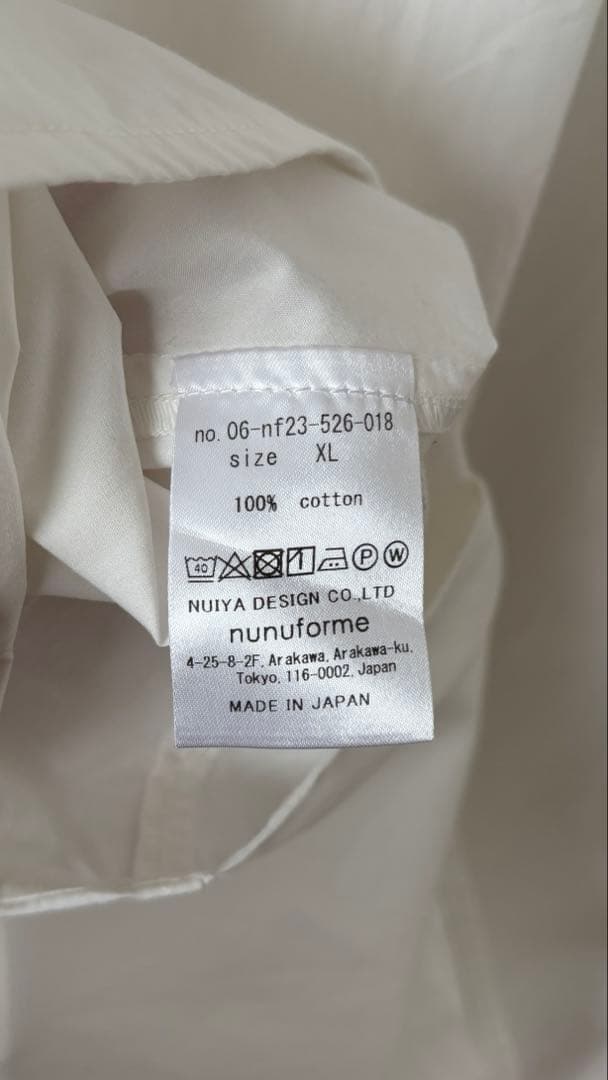 no. 06-nf23-526-018
size XL
100% cotton
40 P W
NUIYA DESIGN CO.,LTD
nunuforme
4-25-8-2F, Arakawa, Arakawa-ku,
Tokyo, 116-0002, Japan
MADE IN JAPAN